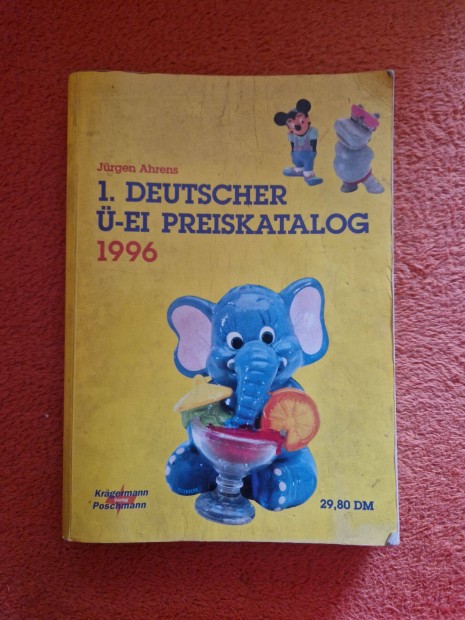 Jürgen Ahrens
1. DEUTSCHER
Ü-EI PREISKATALOG
1996
Krägermann
Poschmann
29,80 DM